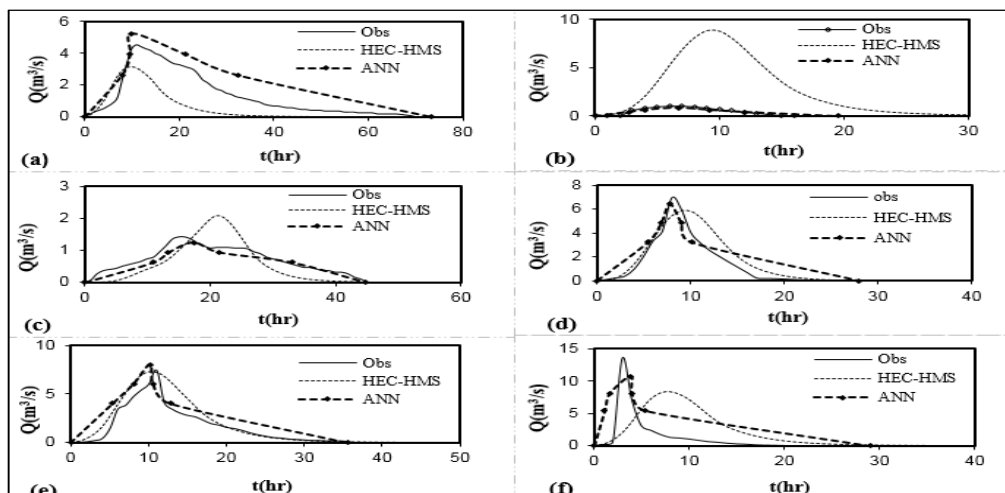 6
4
2
0
Q(m³/s)
Obs
HEC-HMS
ANN
0 20 40 60 80
t(hr)
(a)
10
5
0
Q(m³/s)
Obs
HEC-HMS
ANN
0 10 20 30
t(hr)
(b)
3
2
1
0
Q(m³/s)
Obs
HEC-HMS
ANN
0 20 40 60
t(hr)
(c)
8
6
4
2
0
Q(m³/s)
obs
HEC-HMS
ANN
0 10 20 30 40
t(hr)
(d)
10
5
0
Q(m³/s)
Obs
HEC-HMS
ANN
0 10 20 30 40 50
t(hr)
(e)
15
10
5
0
Q(m³/s)
Obs
HEC-HMS
ANN
0 10 20 30 40
t(hr)
(f)